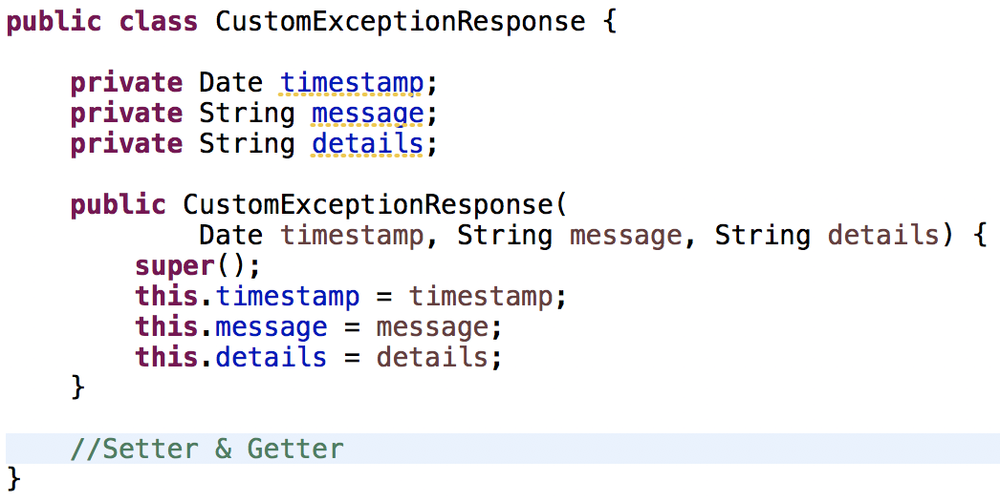 public class CustomExceptionResponse {
private Date timestamp;
private String message;
private String details;
public CustomExceptionResponse(
Date timestamp, String message, String details) {
super();
this.timestamp = timestamp;
this.message = message;
this.details = details;
}
//Setter & Getter
}